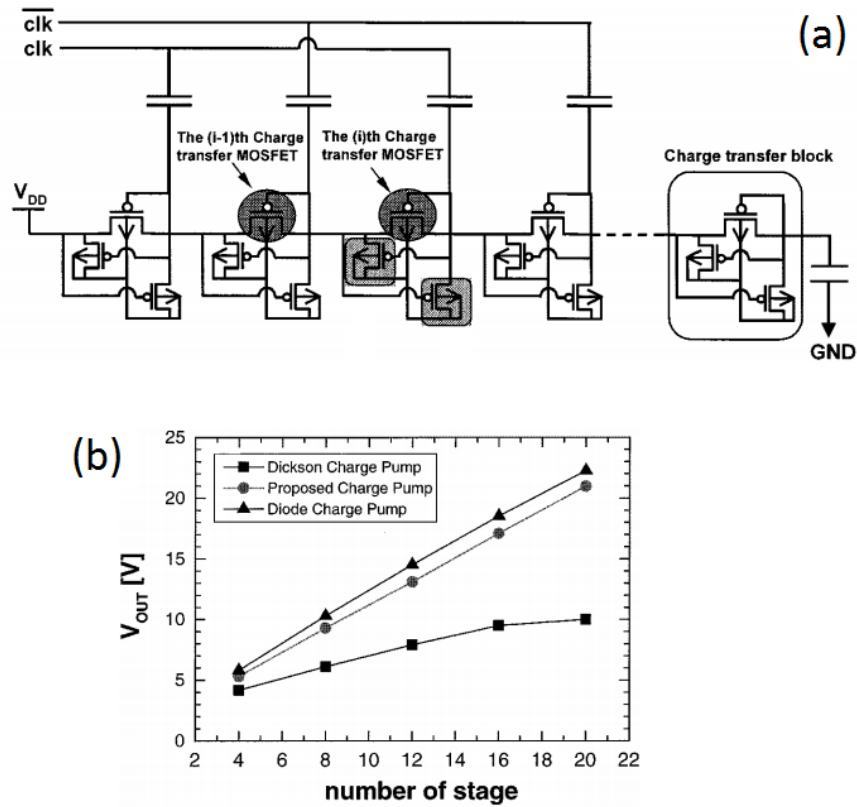 clk
clk
(a)
The (i-1)th Charge
transfer MOSFET
The (i)th Charge
transfer MOSFET
Charge transfer block
VDD
GND
(b)
25
20
15
10
5
0
VOUT [V]
Dickson Charge Pump
Proposed Charge Pump
Diode Charge Pump
2 4 6 8 10 12 14 16 18 20 22
number of stage